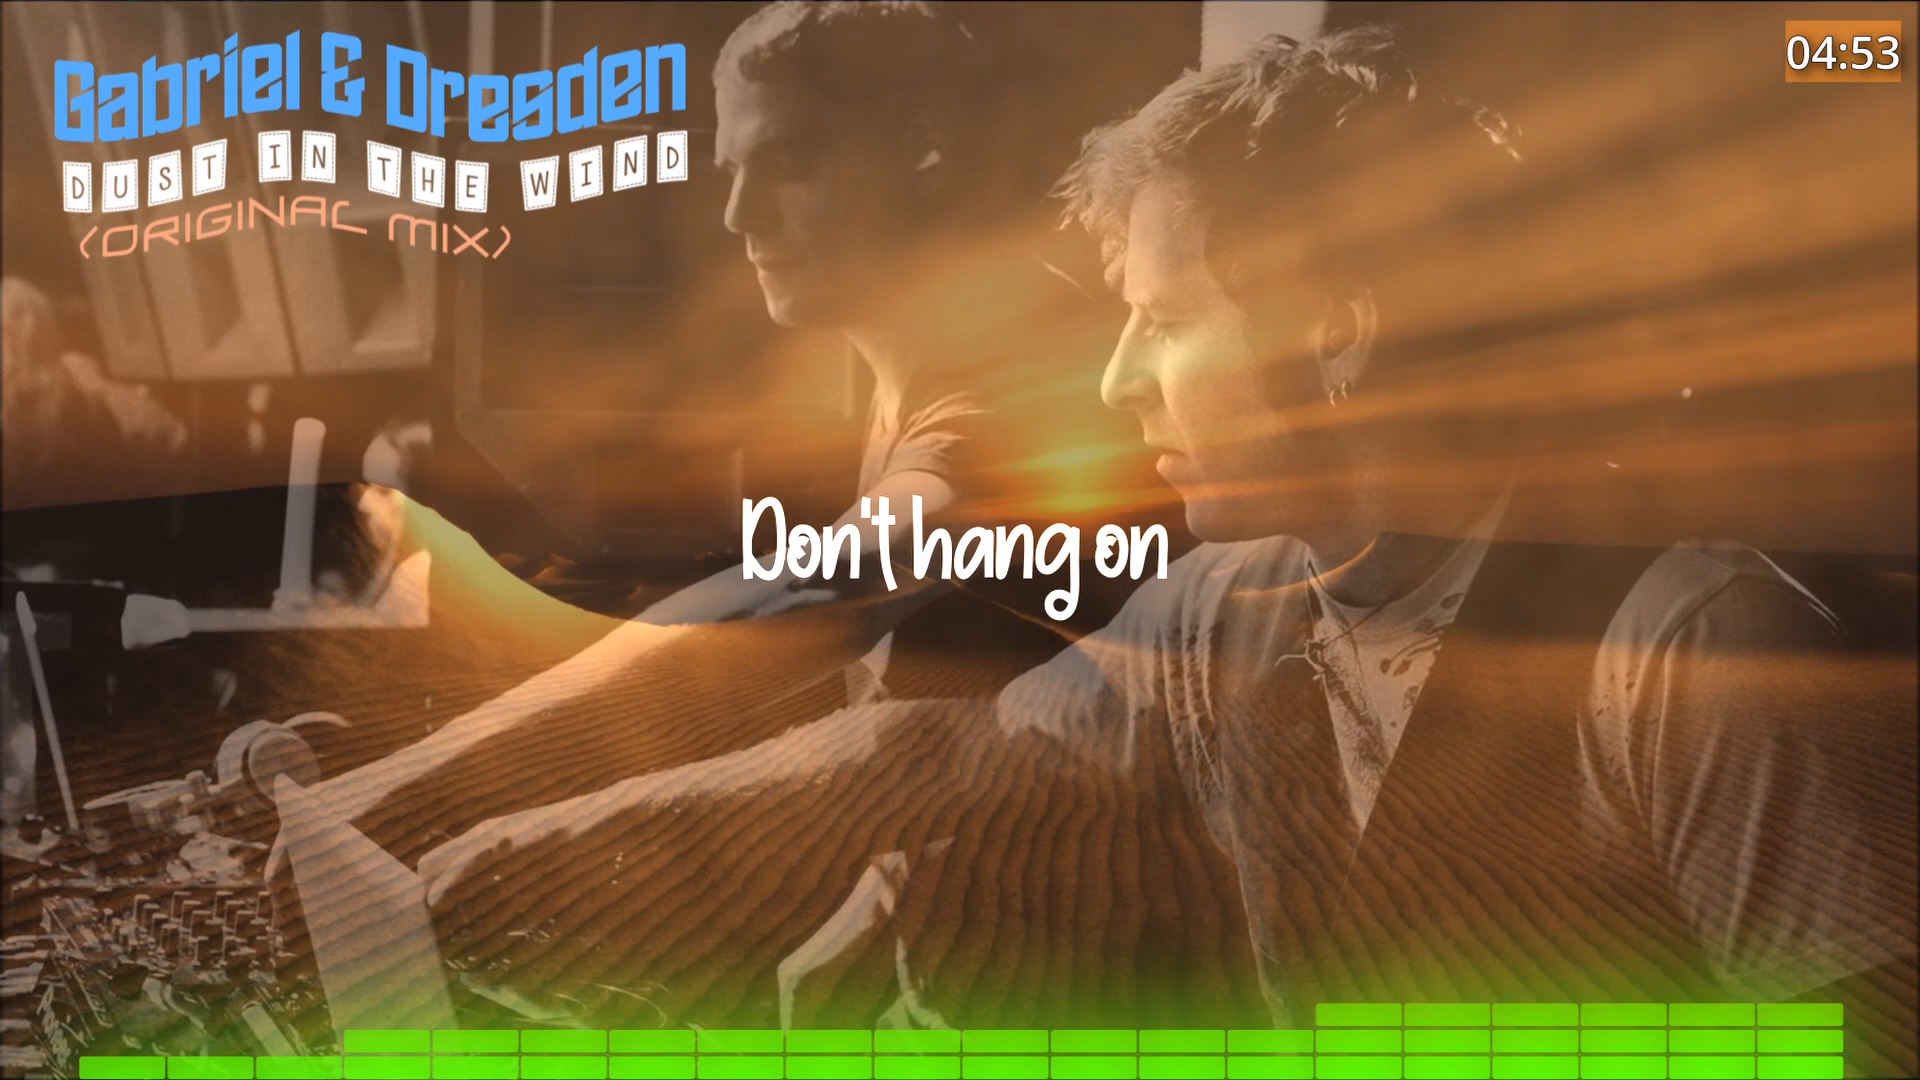 Gabriel & Dresden
DUST IN THE WIND
(ORIGINAL MIX)
04:53
Don't hang on